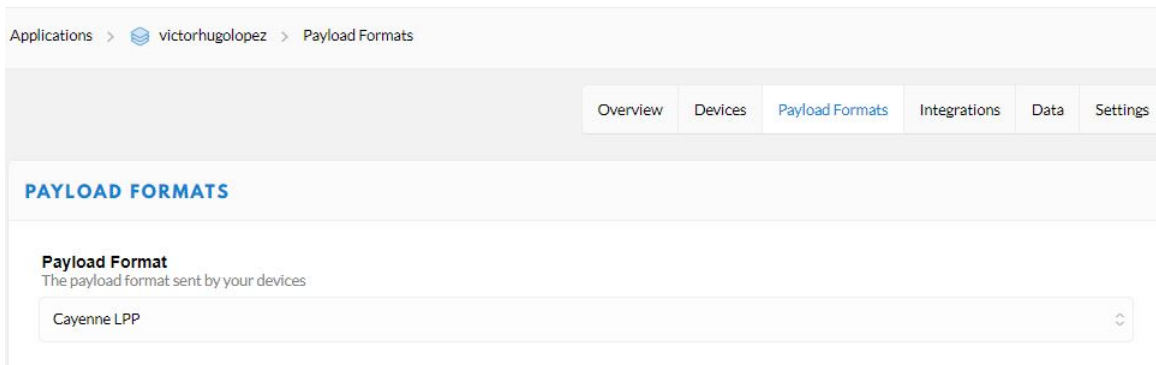 Applications > victorhugolopez > Payload Formats
Overview Devices Payload Formats Integrations Data Settings
PAYLOAD FORMATS
Payload Format
The payload format sent by your devices
Cayenne LPP